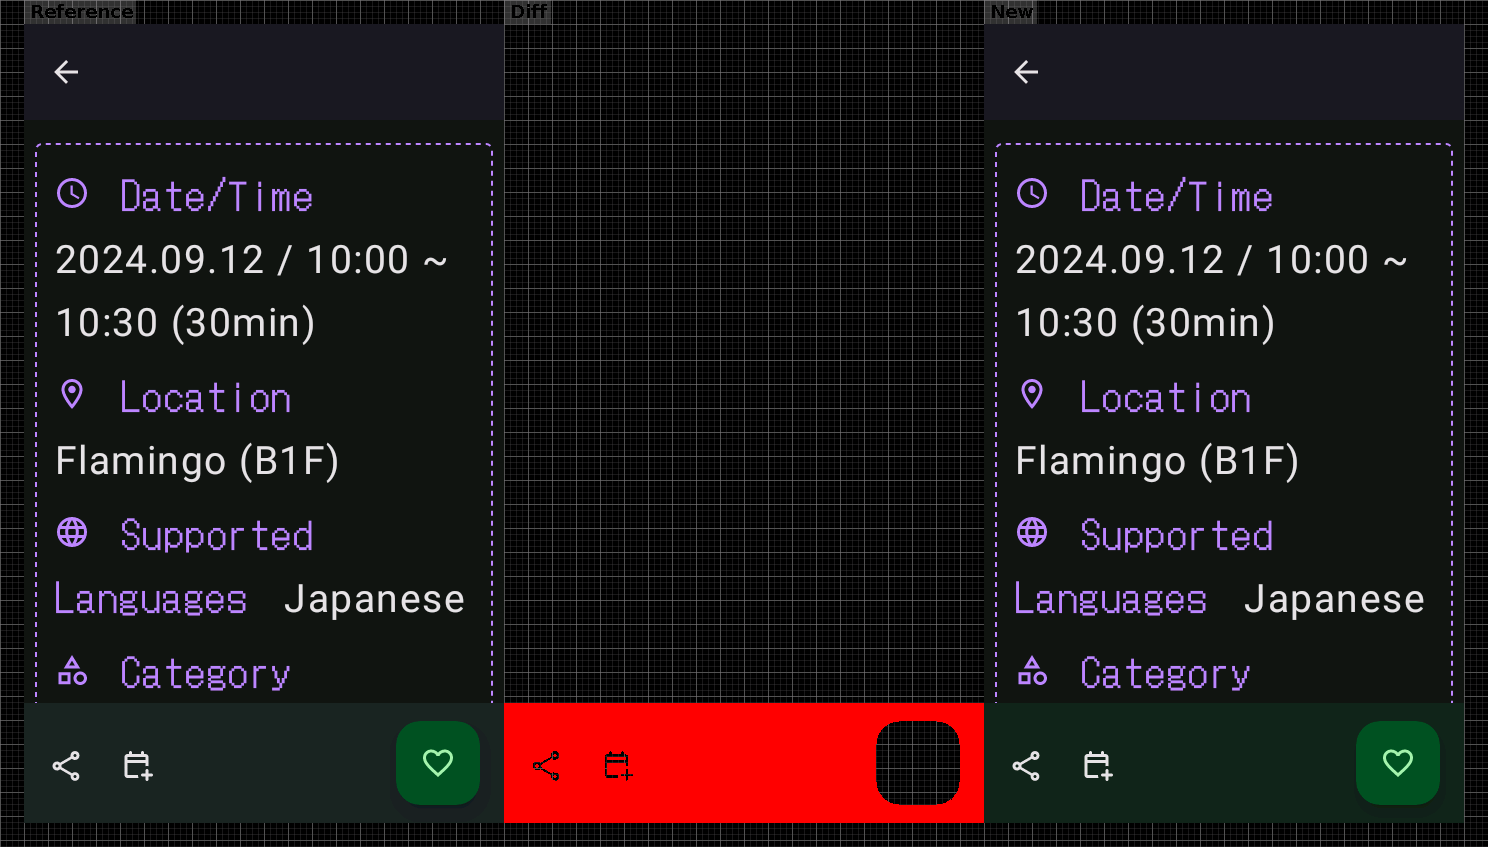 Reference
Diff
New
Date/Time
2024.09.12 / 10:00 ~
10:30 (30min)
Location
Flamingo (B1F)
Supported
Languages Japanese
Category
Date/Time
2024.09.12 / 10:00 ~
10:30 (30min)
Location
Flamingo (B1F)
Supported
Languages Japanese
Category